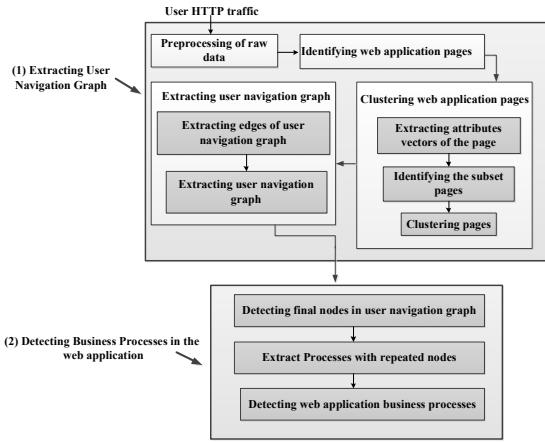 User HTTP traffic
Preprocessing of raw
data
Identifying web application pages
(1) Extracting User
Navigation Graph
Extracting user navigation graph
Extracting edges of user
navigation graph
Extracting user navigation
graph
Clustering web application pages
Extracting attributes
vectors of the page
Identifying the subset
pages
Clustering pages
(2) Detecting Business Processes in the
web application
Detecting final nodes in user navigation graph
Extract Processes with repeated nodes
Detecting web application business processes